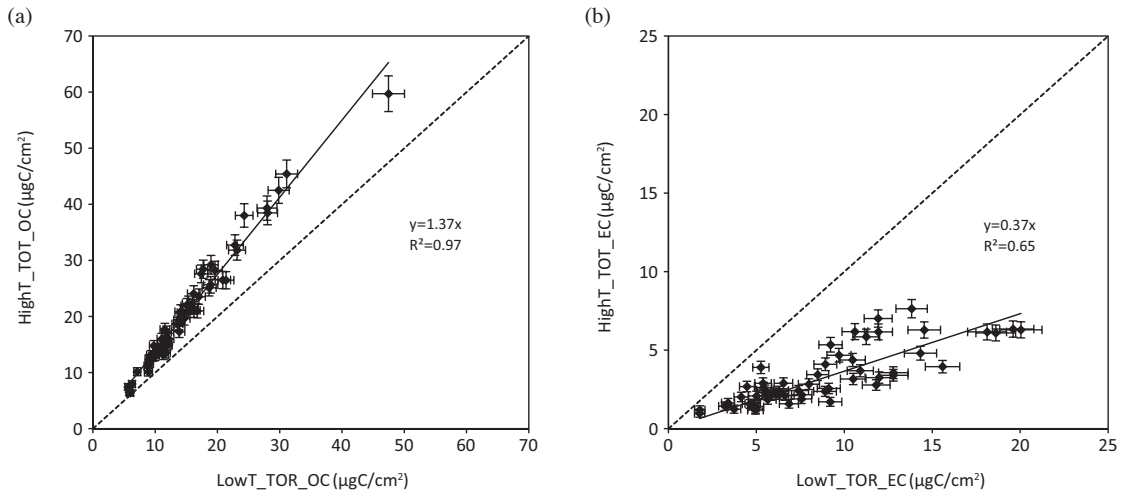 (a)
70
60
50
40
30
20
10
0
HighT_TOT_OC (µgC/cm²)
y=1.37x
R²=0.97
0 10 20 30 40 50 60 70
LowT_TOR_OC (µgC/cm²)
(b)
25
20
15
10
5
0
HighT_TOT_EC (µgC/cm²)
y=0.37x
R²=0.65
0 5 10 15 20 25
LowT_TOR_EC (µgC/cm²)